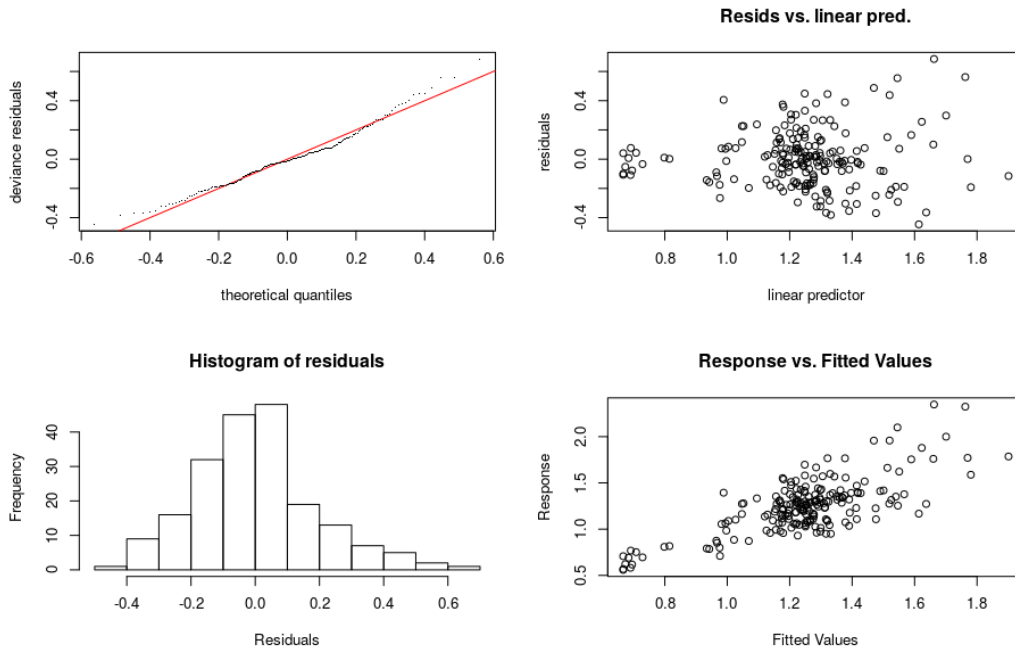 deviance residuals
0.4
0.0
-0.4
-0.6 -0.4 -0.2 0.0 0.2 0.4 0.6
theoretical quantiles
Resids vs. linear pred.
residuals
0.4
0.0
-0.4
0.8 1.0 1.2 1.4 1.6 1.8
linear predictor
Histogram of residuals
Frequency
40
30
20
10
0
-0.4 -0.2 0.0 0.2 0.4 0.6
Residuals
Response vs. Fitted Values
Response
2.0
1.5
1.0
0.5
0.8 1.0 1.2 1.4 1.6 1.8
Fitted Values